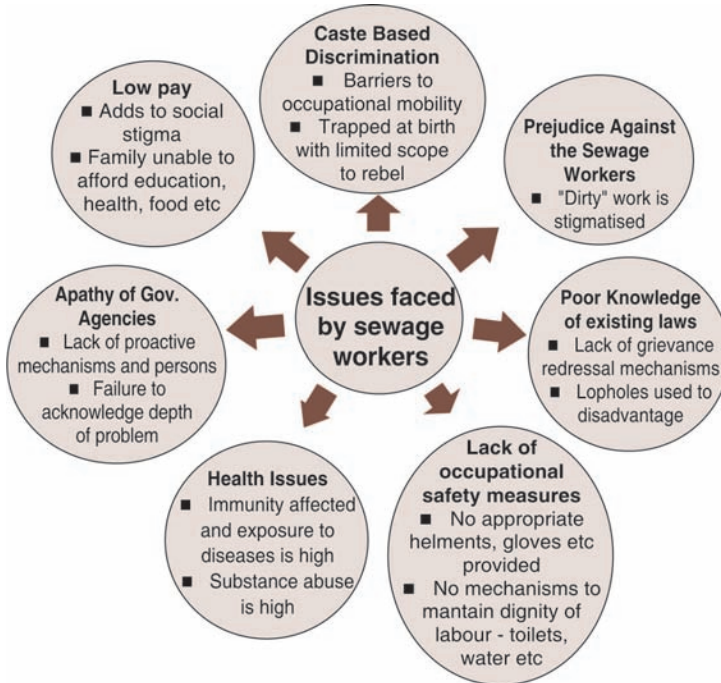 Caste Based
Discrimination
■ Barriers to
occupational mobility
■ Trapped at birth
with limited scope
to rebel
Low pay
■ Adds to social
stigma
■ Family unable to
afford education,
health, food etc
Prejudice Against
the Sewage
Workers
■ "Dirty" work is
stigmatised
Issues faced
by sewage
workers
Apathy of Gov.
Agencies
■ Lack of proactive
mechanisms and persons
■ Failure to
acknowledge depth
of problem
Poor Knowledge
of existing laws
■ Lack of grievance
redressal mechanisms
■ Lopholes used to
disadvantage
Health Issues
■ Immunity affected
and exposure to
diseases is high
■ Substance abuse
is high
Lack of
occupational
safety measures
■ No appropriate
helments, gloves etc
provided
■ No mechanisms to
mantain dignity of
labour - toilets,
water etc